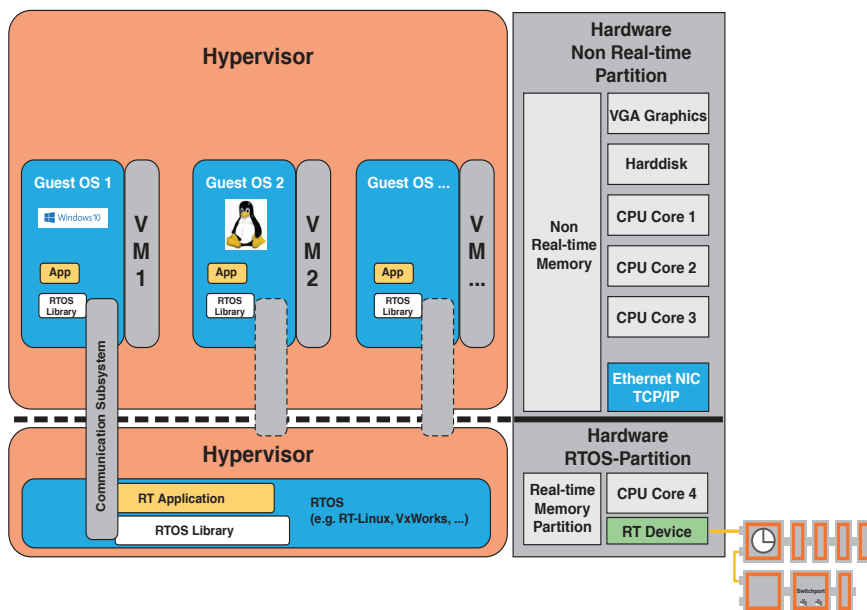 Hypervisor
Guest OS 1
Windows10
App
RTOS
Library
VM1
Guest OS 2
App
RTOS
Library
VM2
Guest OS ...
App
RTOS
Library
VM...
Communication Subsystem
Hypervisor
RT Application
RTOS Library
RTOS
(e.g. RT-Linux, VxWorks, ...)
Hardware
Non Real-time
Partition
Non
Real-time
Memory
VGA Graphics
Harddisk
CPU Core 1
CPU Core 2
CPU Core 3
Ethernet NIC
TCP/IP
Hardware
RTOS-Partition
Real-time
Memory
Partition
CPU Core 4
RT Device
Switchport